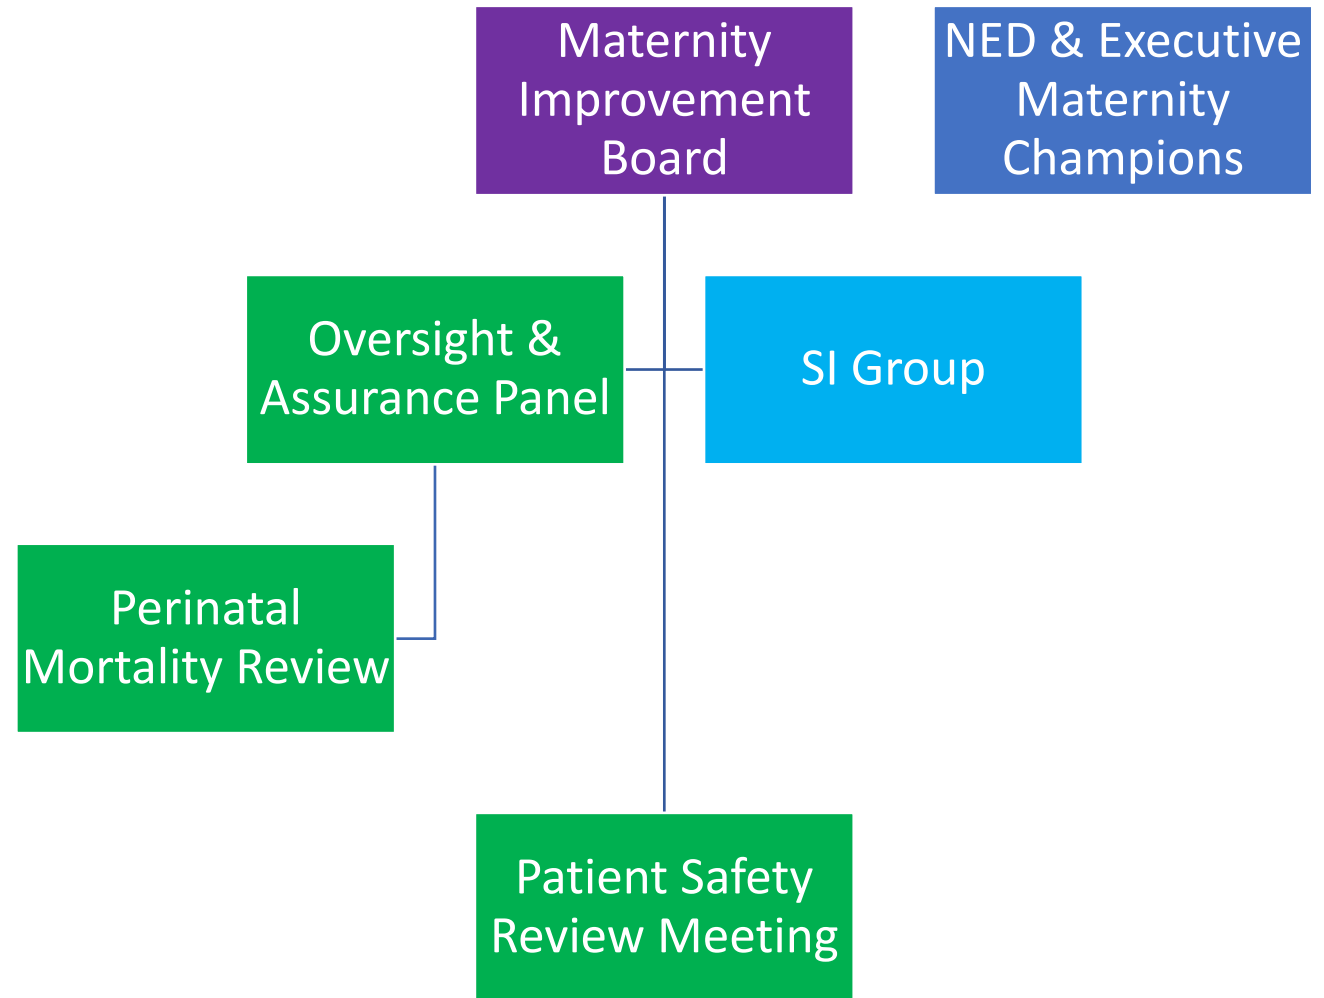 Maternity
Improvement
Board
NED & Executive
Maternity
Champions
Oversight &
Assurance Panel
SI Group
Perinatal
Mortality Review
Patient Safety
Review Meeting